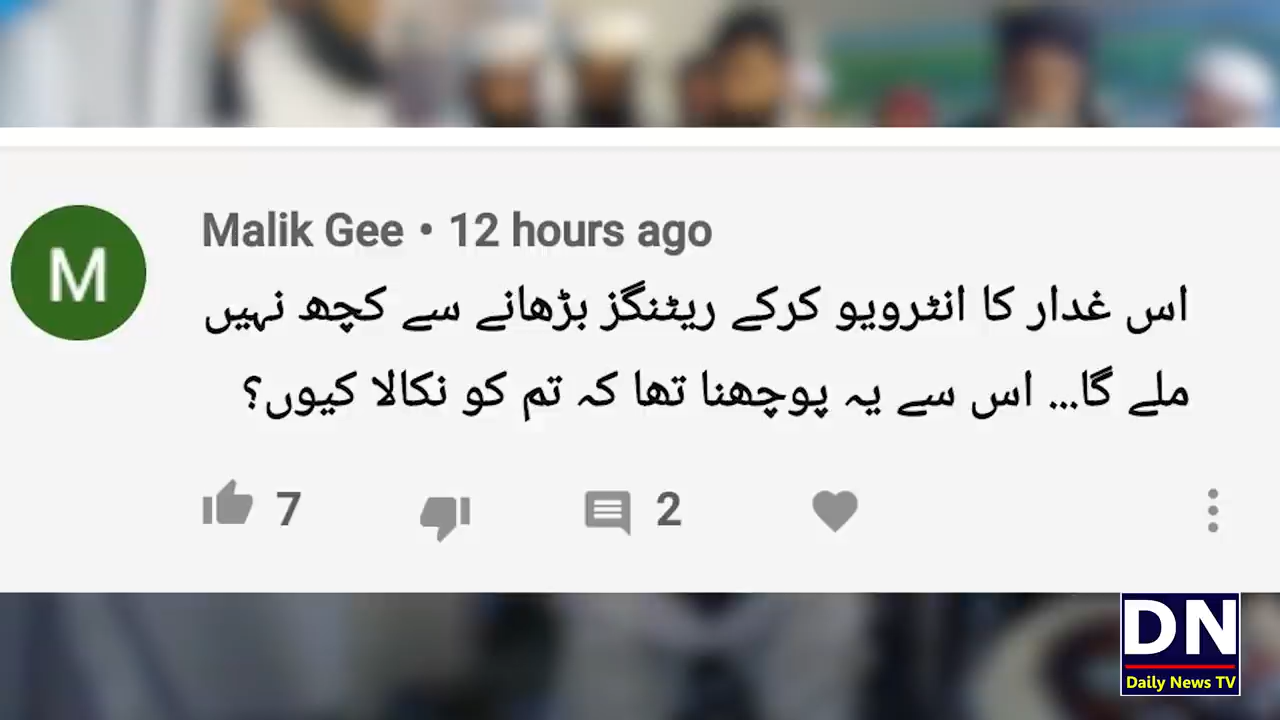 M
Malik Gee • 12 hours ago
اس غدار کا انٹرویو کرکے ریٹنگز بڑھانے سے کچھ نہیں
ملے گا... اس سے یہ پوچھنا تھا کہ تم کو نکالا کیوں؟
7
2
DN
Daily News TV